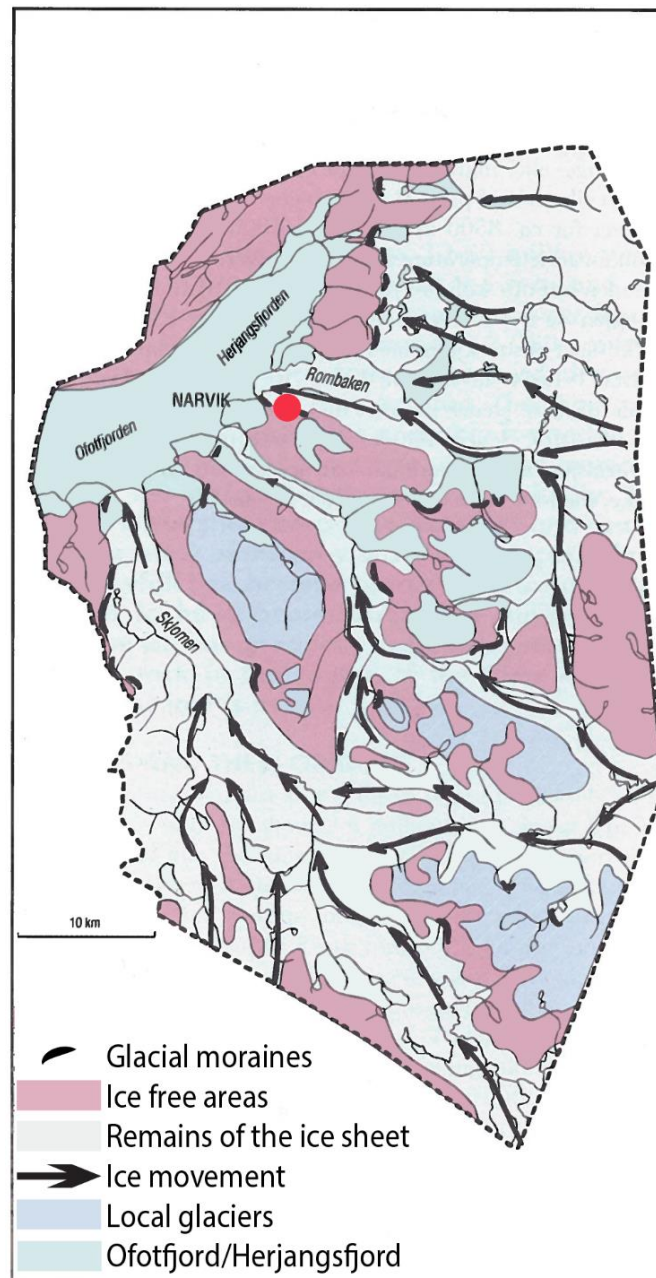 Herjangsfjorden
Rombaken
NARVIK
Ofotfjorden
Skjomen
10 km
Glacial moraines
Ice free areas
Remains of the ice sheet
Ice movement
Local glaciers
Ofotfjord/Herjangsfjord